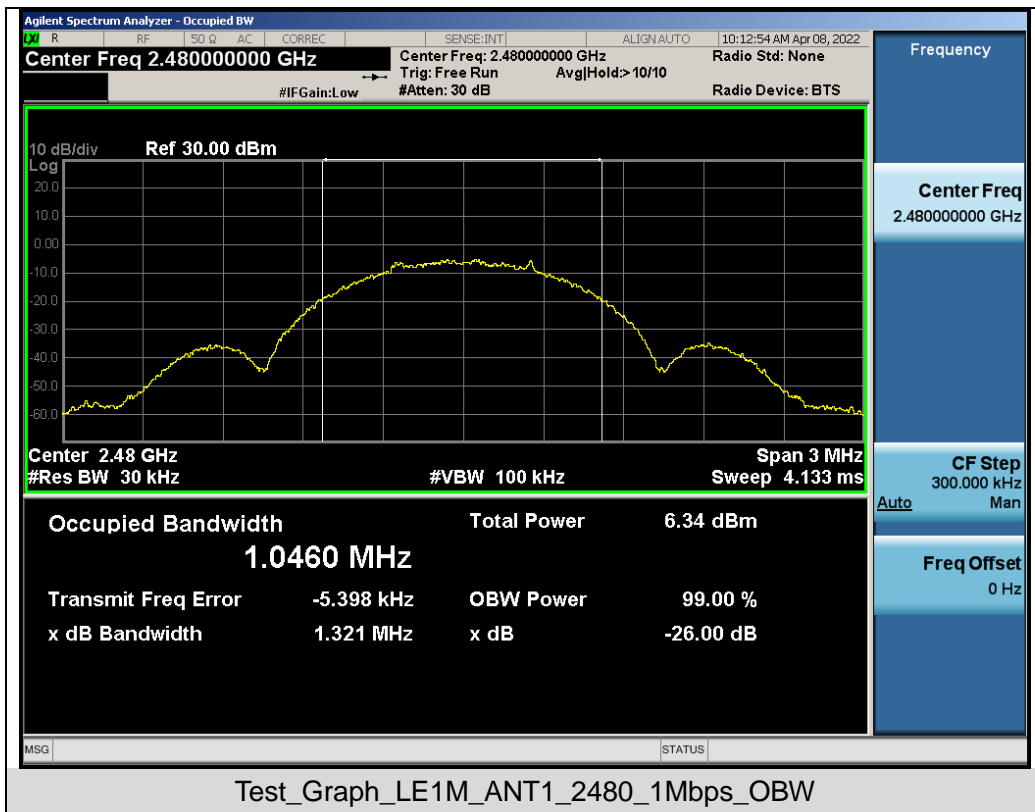 Agilent Spectrum Analyzer - Occupied BW
LXI R RF 50 Ω AC CORREC SENSE:INT ALIGN AUTO 10:12:54 AM Apr 08, 2022
Center Freq 2.480000000 GHz
Center Freq: 2.480000000 GHz Radio Std: None
Trig: Free Run Avg|Hold:> 10/10
#IFGain:Low #Atten: 30 dB Radio Device: BTS
10 dB/div Ref 30.00 dBm
Log
20.0
10.0
0.00
-10.0
-20.0
-30.0
-40.0
-50.0
-60.0
Center 2.48 GHz Span 3 MHz
#Res BW 30 kHz #VBW 100 kHz Sweep 4.133 ms
Occupied Bandwidth Total Power 6.34 dBm
1.0460 MHz
Transmit Freq Error -5.398 kHz OBW Power 99.00 %
x dB Bandwidth 1.321 MHz x dB -26.00 dB
MSG STATUS
Frequency
Center Freq
2.480000000 GHz
CF Step
300.000 kHz
Auto Man
Freq Offset
0 Hz
Test_Graph_LE1M_ANT1_2480_1Mbps_OBW